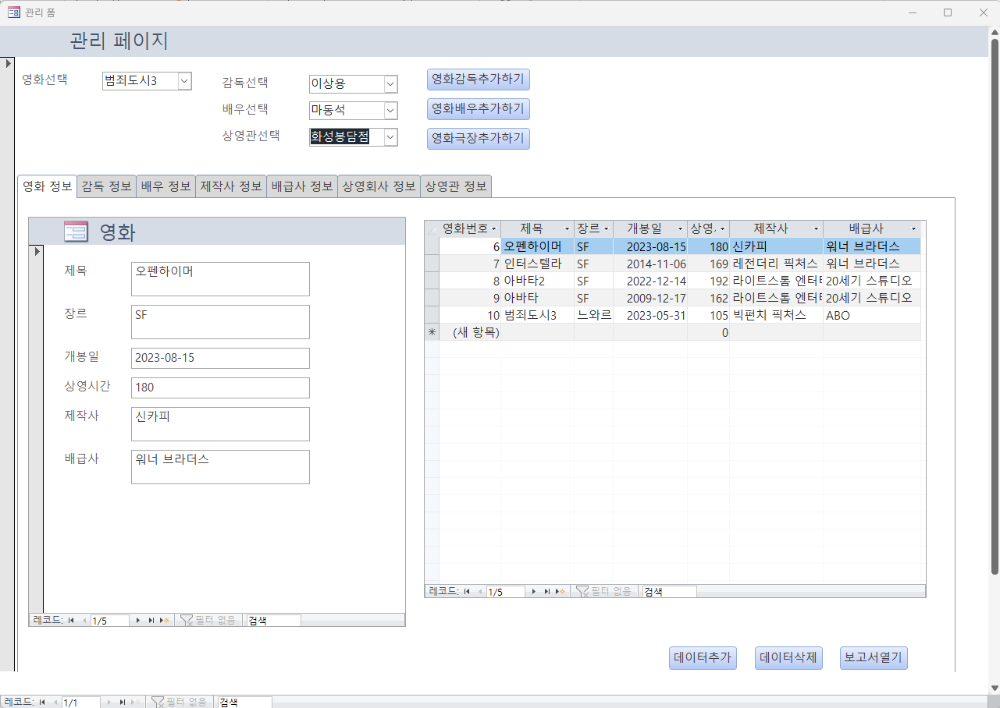 관리 폼
관리 페이지
영화선택 범죄도시3 감독선택 이상용 영화감독추가하기
배우선택 마동석 영화배우추가하기
상영관선택 화성봉담점 영화극장추가하기
영화 정보 감독 정보 배우 정보 제작사 정보 배급사 정보 상영회사 정보 상영관 정보
영화
제목 오펜하이머
장르 SF
개봉일 2023-08-15
상영시간 180
제작사 신카피
배급사 워너 브라더스
레코드: 1/5 필터 없음 검색
영화번호 제목 장르 개봉일 상영 제작사 배급사
6 오펜하이머 SF 2023-08-15 180 신카피 워너 브라더스
7 인터스텔라 SF 2014-11-06 169 레전더리 픽처스 워너 브라더스
8 아바타2 SF 2022-12-14 192 라이트스톰 엔터 20세기 스튜디오
9 아바타 SF 2009-12-17 162 라이트스톰 엔터 20세기 스튜디오
10 범죄도시3 느와르 2023-05-31 105 빅펀치 픽처스 ABO
(새 항목) 0
레코드: 1/5 필터 없음 검색
데이터추가 데이터삭제 보고서열기
레코드: 1/1 필터 없음 검색